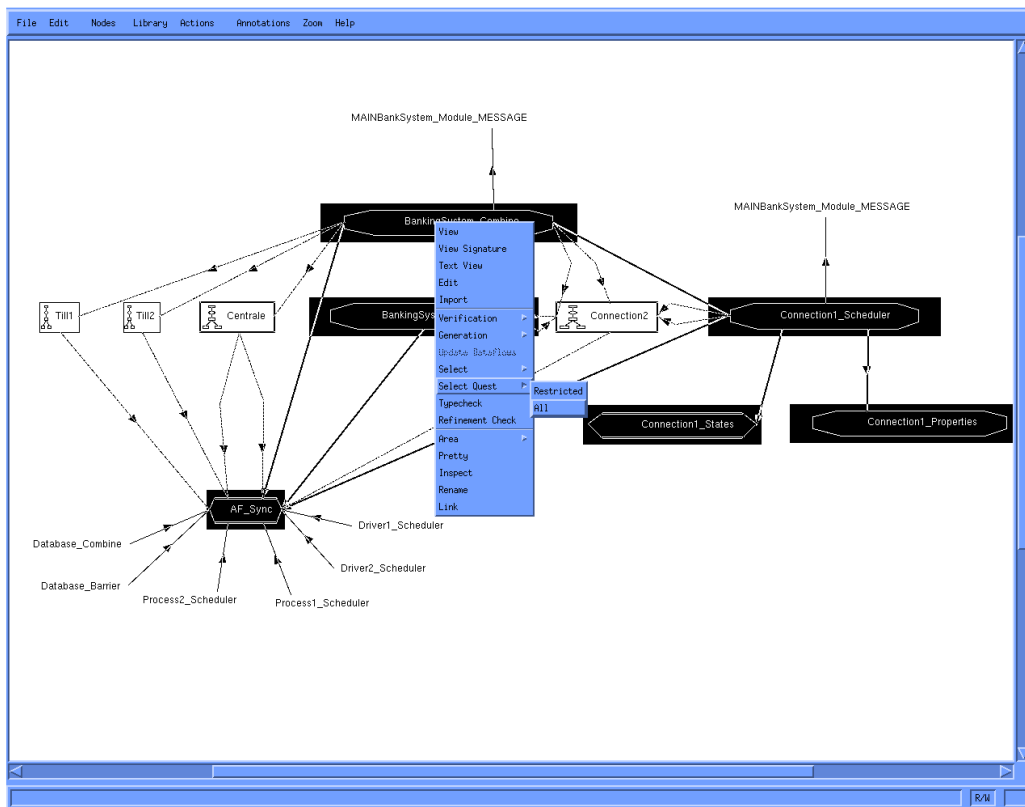 File Edit Nodes Library Actions Annotations Zoom Help
MAINBankSystem_Module_MESSAGE
MAINBankSystem_Module_MESSAGE
BankingSystem_Combine
View
View Signature
Text View
Edit
Import
Verification
Generation
Update Dataflows
Select
Select Quest
Typecheck
Refinement Check
Area
Pretty
Inspect
Rename
Link
Restricted
All
Till1
Till2
Centrale
BankingSys
Connection2
Connection1_Scheduler
Connection1_States
Connection1_Properties
AF_Sync
Driver1_Scheduler
Database_Combine
Driver2_Scheduler
Database_Barrier
Process2_Scheduler
Process1_Scheduler
R/W